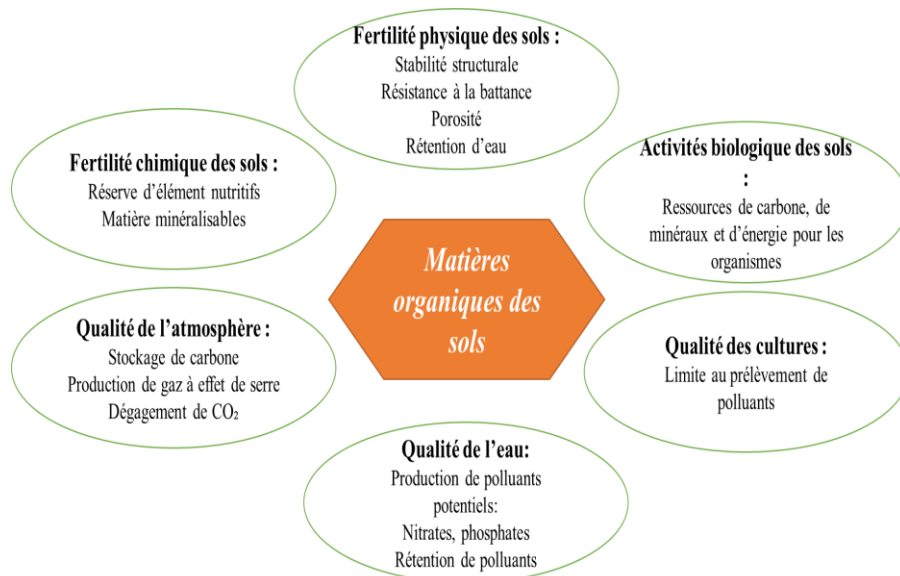 Fertilité physique des sols :
Stabilité structurale
Résistance à la battance
Porosité
Rétention d’eau
Fertilité chimique des sols :
Réserve d’élément nutritifs
Matière minéralisables
Activités biologique des sols
:
Ressources de carbone, de
minéraux et d’énergie pour les
organismes
Matières
organiques des
sols
Qualité de l’atmosphère :
Stockage de carbone
Production de gaz à effet de serre
Dégagement de CO₂
Qualité des cultures :
Limite au prélèvement de
polluants
Qualité de l’eau:
Production de polluants
potentiels:
Nitrates, phosphates
Rétention de polluants